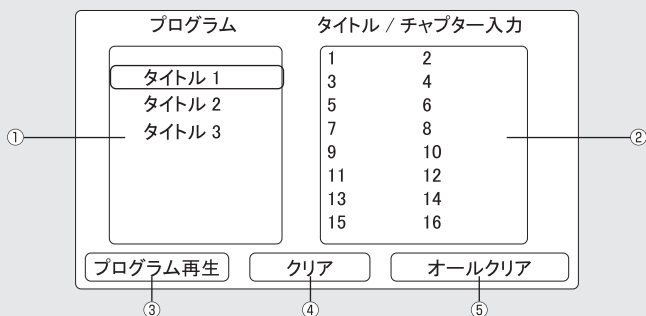 プログラム
タイトル / チャプター入力
タイトル 1
タイトル 2
タイトル 3
1 2
3 4
5 6
7 8
9 10
11 12
13 14
15 16
①
②
プログラム再生
クリア
オールクリア
③
④
⑤